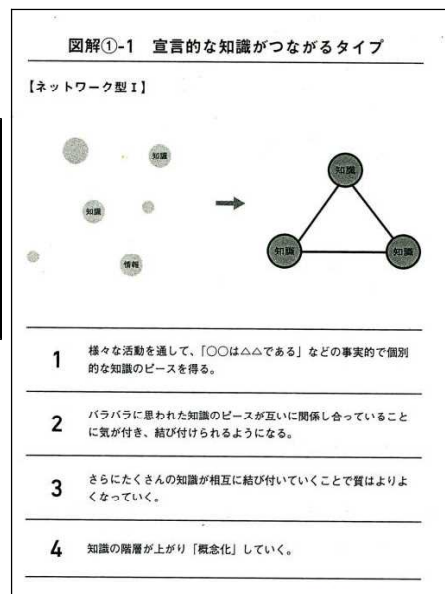 図解①-1　宣言的な知識がつながるタイプ
【ネットワーク型Ⅰ】
知識
知識
情報
知識
知識
知識
1 様々な活動を通して、「○○は△△である」などの事実的で個別
的な知識のピースを得る。
2 バラバラに思われた知識のピースが互いに関係し合っていること
に気が付き、結び付けられるようになる。
3 さらにたくさんの知識が相互に結び付いていくことで質はよりよ
くなっていく。
4 知識の階層が上がり「概念化」していく。